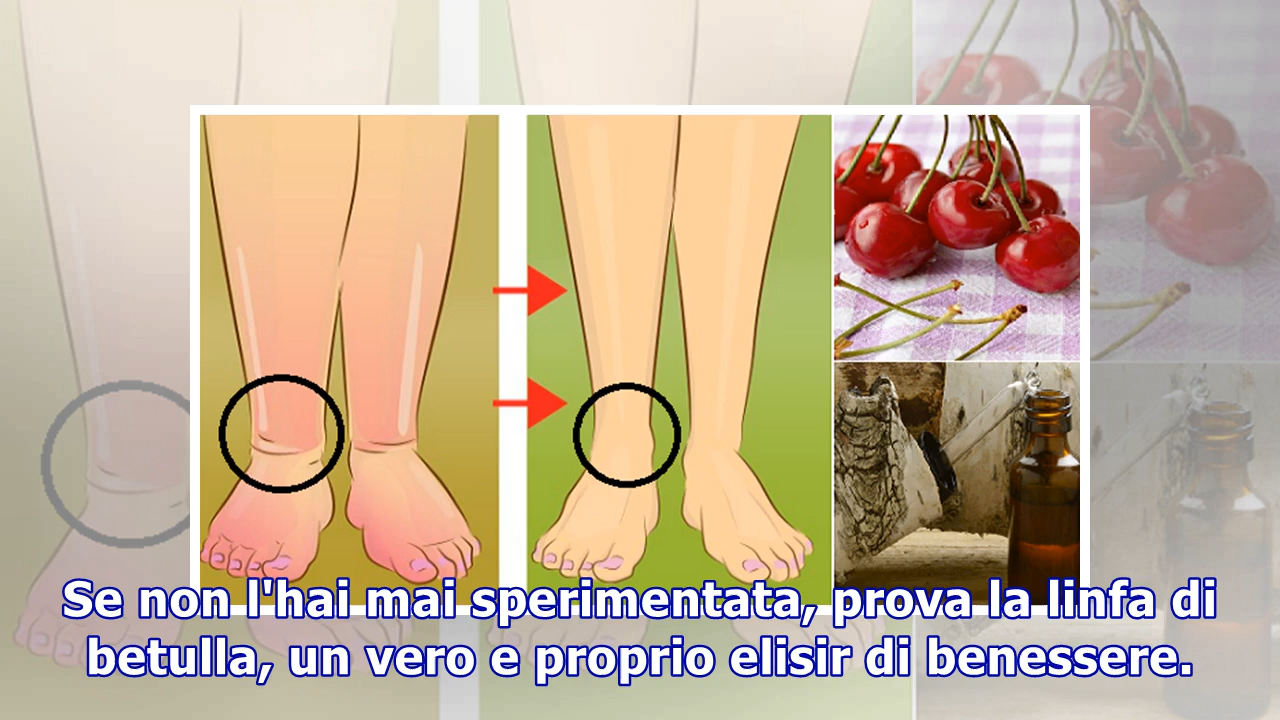 Se non l'hai mai sperimentata, prova la linfa di
betulla, un vero e proprio elisir di benessere.